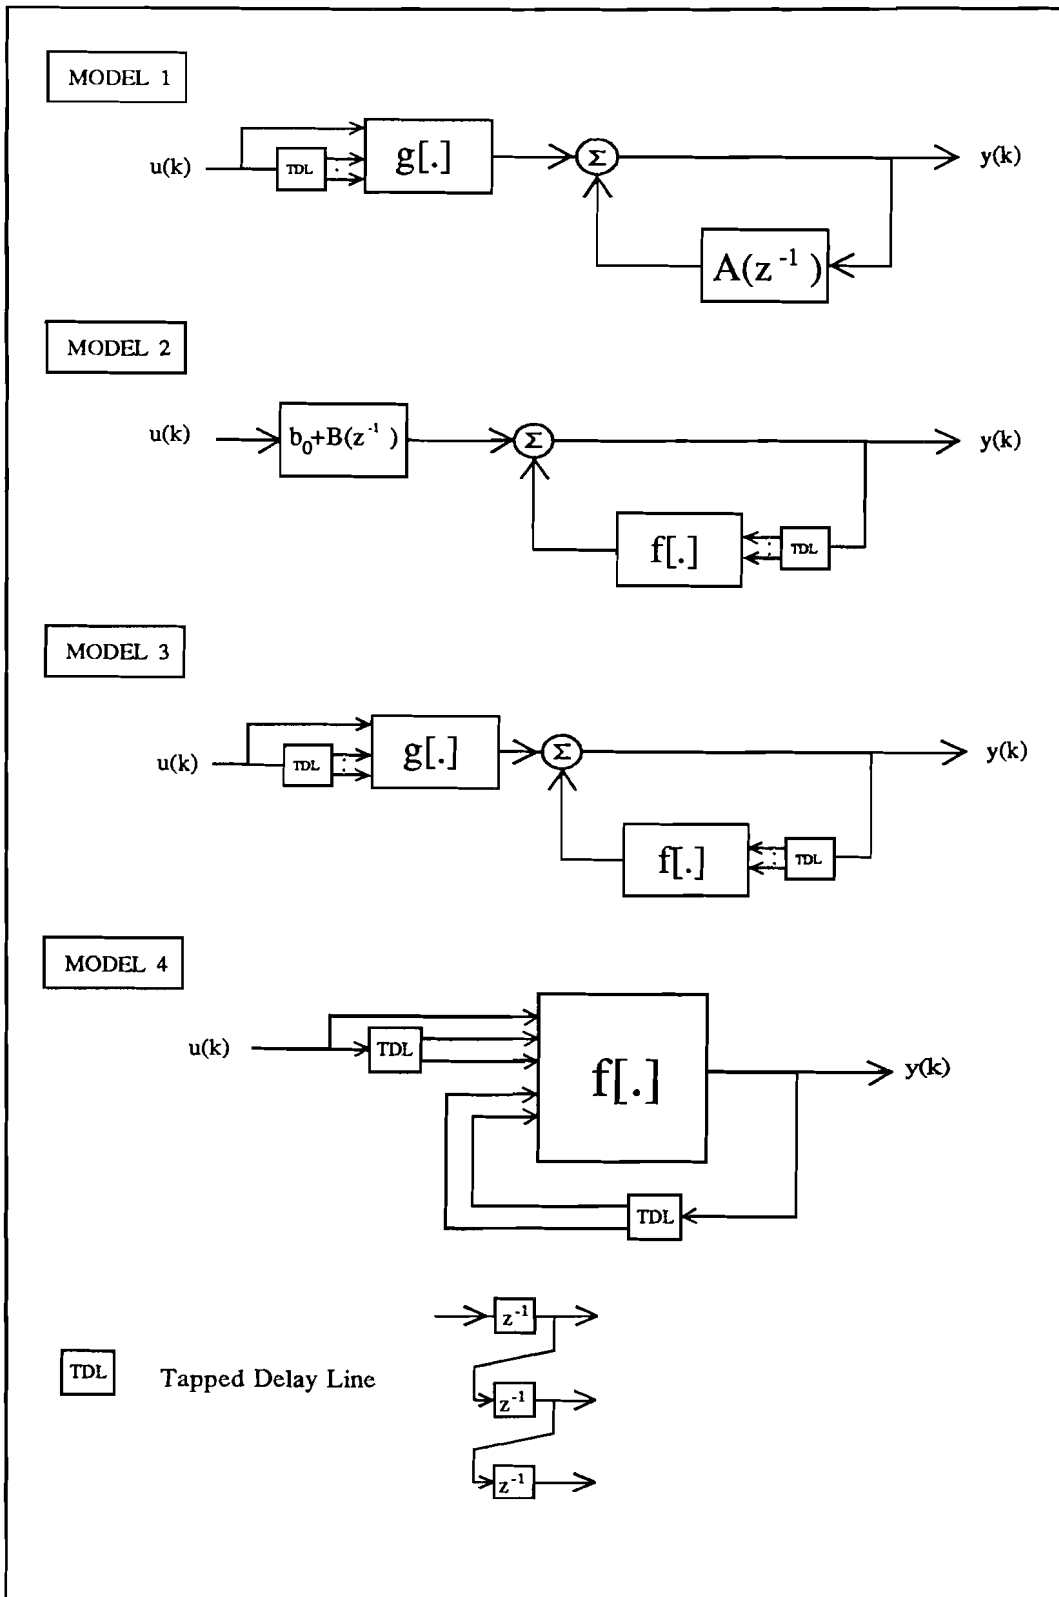 MODEL 1
u(k)
TDL
g[.]
Σ
y(k)
A(z⁻¹)
MODEL 2
u(k)
b₀+B(z⁻¹)
Σ
y(k)
f[.]
TDL
MODEL 3
u(k)
TDL
g[.]
Σ
y(k)
f[.]
TDL
MODEL 4
u(k)
TDL
f[.]
y(k)
TDL
z⁻¹
TDL
Tapped Delay Line
z⁻¹
z⁻¹